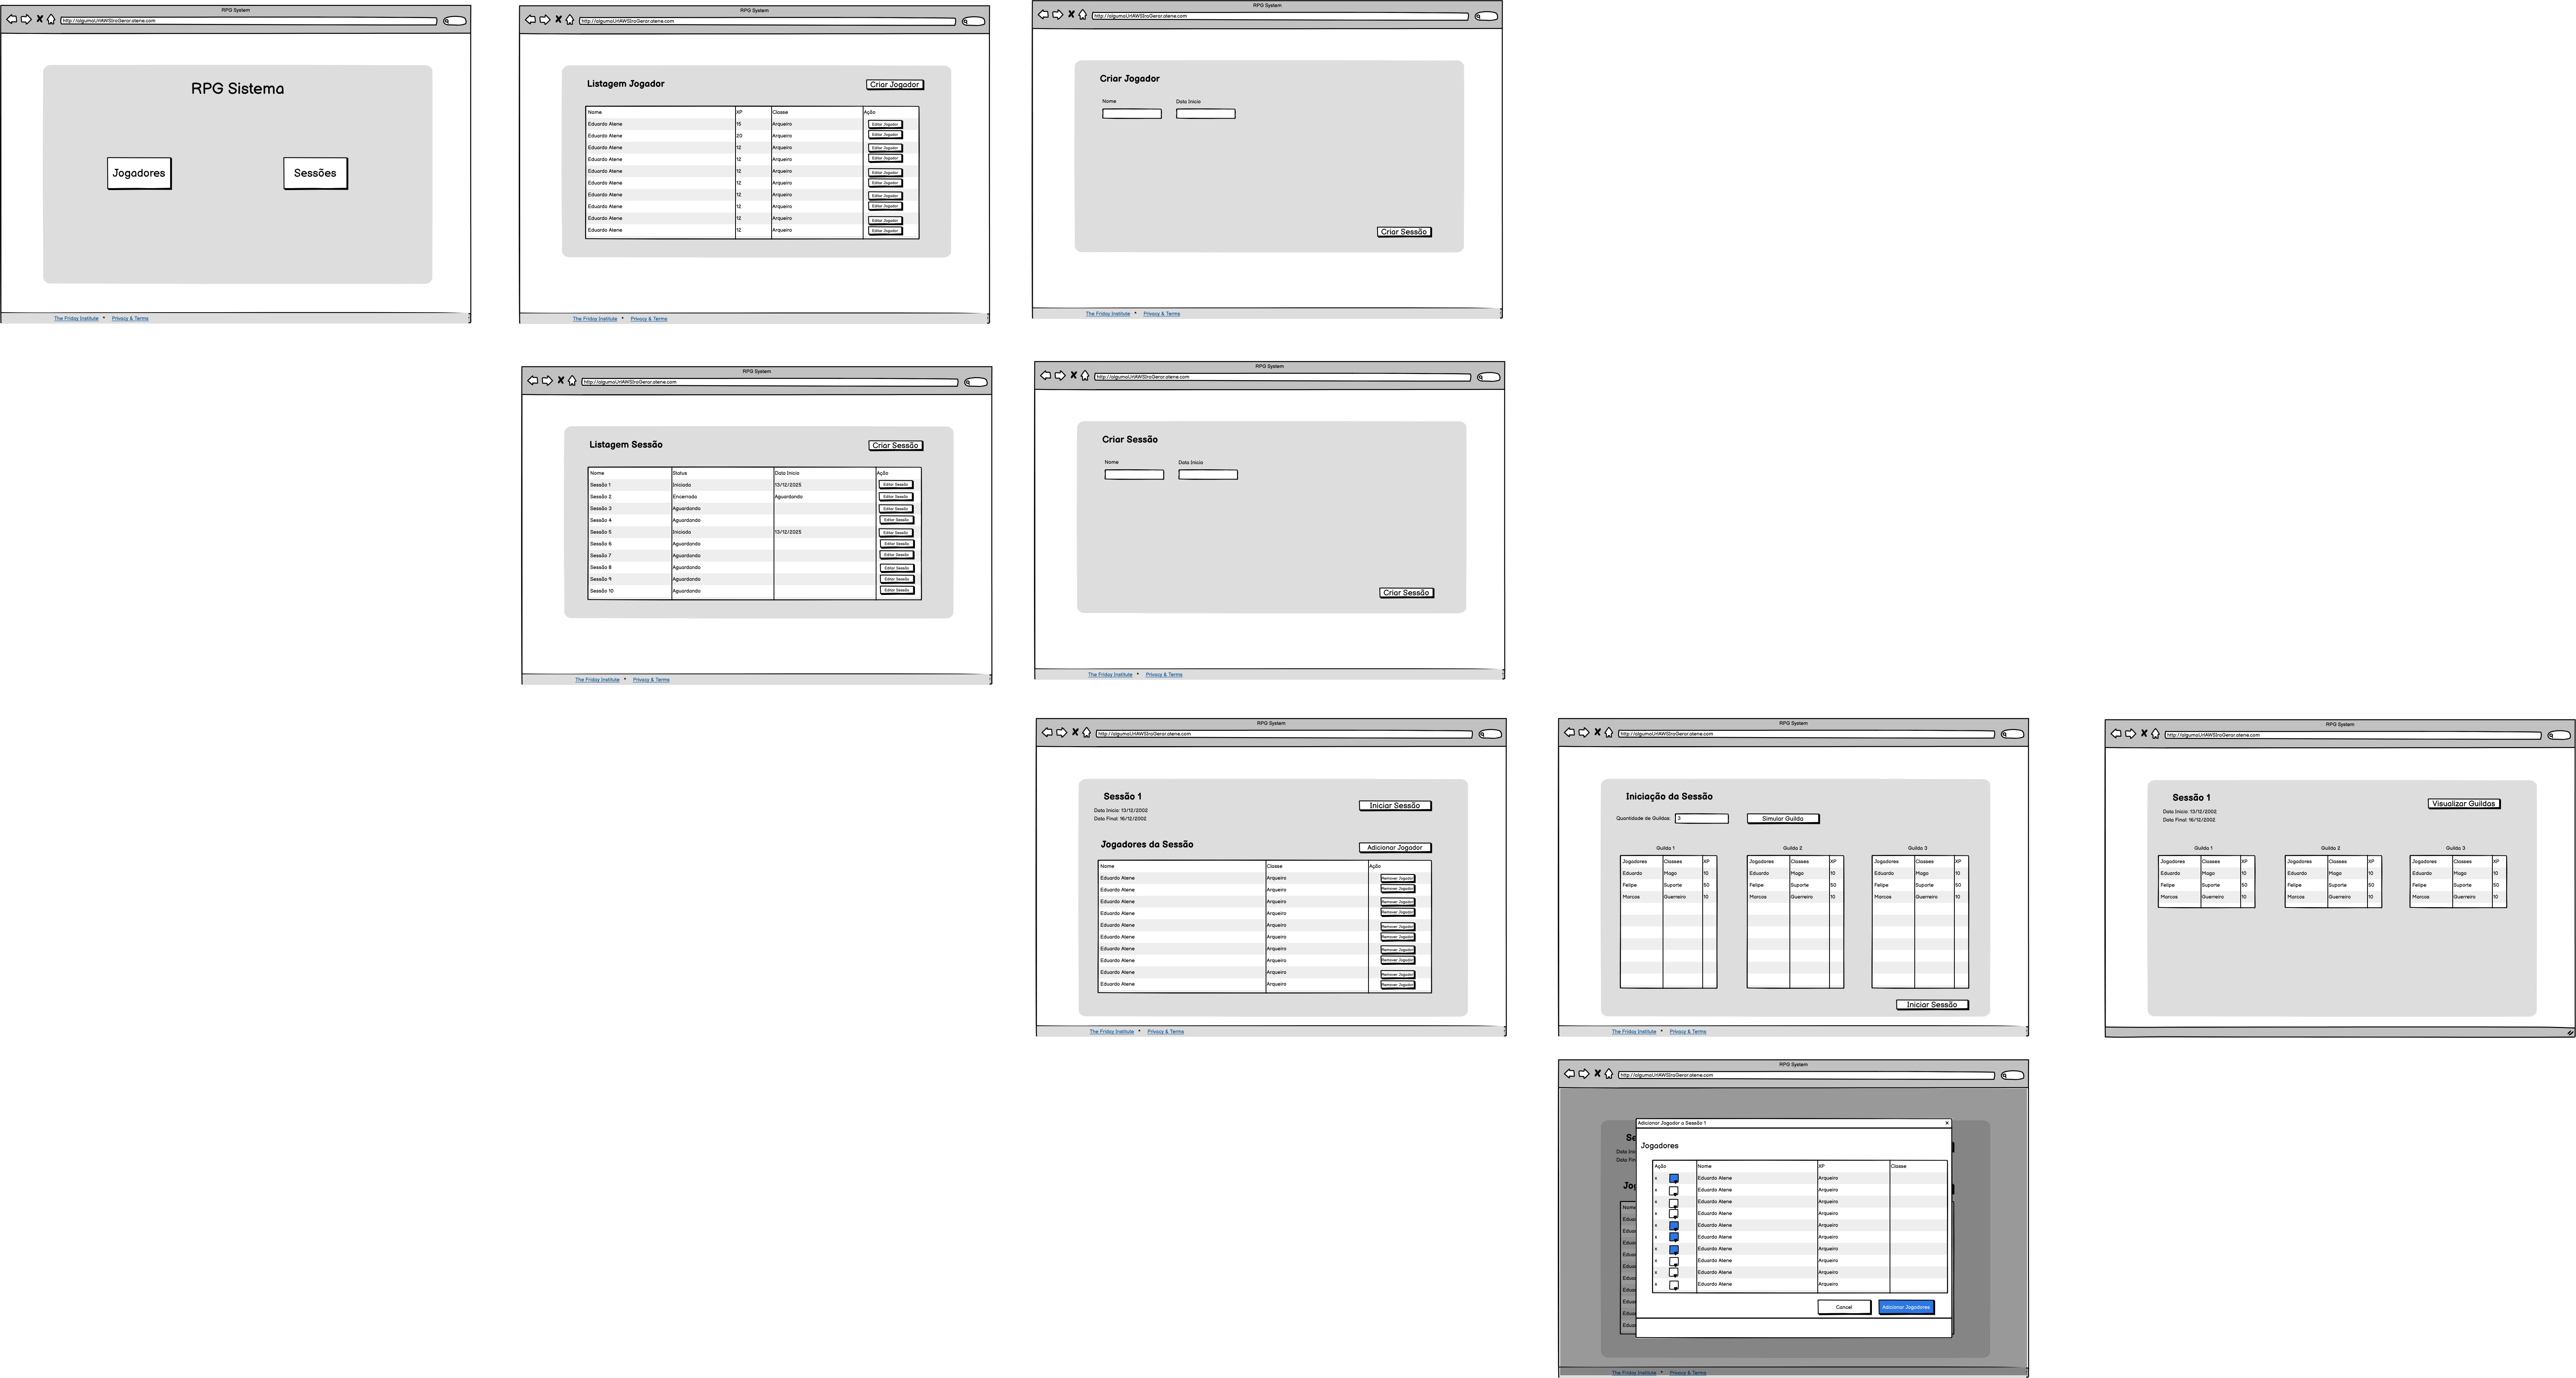 RPG System
http://algumaUrlAWSIraGerar.atene.com
RPG Sistema
Jogadores
Sessões
The Friday Institute • Privacy & Terms
RPG System
http://algumaUrlAWSIraGerar.atene.com
Listagem Jogador
Criar Jogador
Nome XP Classe Ação
Eduardo Atene 15 Arqueiro Editar Jogador
Eduardo Atene 20 Arqueiro Editar Jogador
Eduardo Atene 12 Arqueiro Editar Jogador
Eduardo Atene 12 Arqueiro Editar Jogador
Eduardo Atene 12 Arqueiro Editar Jogador
Eduardo Atene 12 Arqueiro Editar Jogador
Eduardo Atene 12 Arqueiro Editar Jogador
Eduardo Atene 12 Arqueiro Editar Jogador
Eduardo Atene 12 Arqueiro Editar Jogador
Eduardo Atene 12 Arqueiro Editar Jogador
The Friday Institute • Privacy & Terms
RPG System
http://algumaUrlAWSIraGerar.atene.com
Criar Jogador
Nome Data Inicio
Criar Sessão
The Friday Institute • Privacy & Terms
RPG System
http://algumaUrlAWSIraGerar.atene.com
Listagem Sessão
Criar Sessão
Nome Status Data Inicio Ação
Sessão 1 Iniciada 13/12/2025 Editar Sessão
Sessão 2 Encerrada Aguardando Editar Sessão
Sessão 3 Aguardando Editar Sessão
Sessão 4 Aguardando Editar Sessão
Sessão 5 Iniciada 13/12/2025 Editar Sessão
Sessão 6 Aguardando Editar Sessão
Sessão 7 Aguardando Editar Sessão
Sessão 8 Aguardando Editar Sessão
Sessão 9 Aguardando Editar Sessão
Sessão 10 Aguardando Editar Sessão
The Friday Institute • Privacy & Terms
RPG System
http://algumaUrlAWSIraGerar.atene.com
Criar Sessão
Nome Data Inicio
Criar Sessão
The Friday Institute • Privacy & Terms
RPG System
http://algumaUrlAWSIraGerar.atene.com
Sessão 1
Iniciar Sessão
Data Inicio: 13/12/2002
Data Final: 16/12/2002
Jogadores da Sessão
Adicionar Jogador
Nome Classe Ação
Eduardo Atene Arqueiro Remover Jogador
Eduardo Atene Arqueiro Remover Jogador
Eduardo Atene Arqueiro Remover Jogador
Eduardo Atene Arqueiro Remover Jogador
Eduardo Atene Arqueiro Remover Jogador
Eduardo Atene Arqueiro Remover Jogador
Eduardo Atene Arqueiro Remover Jogador
Eduardo Atene Arqueiro Remover Jogador
Eduardo Atene Arqueiro Remover Jogador
Eduardo Atene Arqueiro Remover Jogador
The Friday Institute • Privacy & Terms
RPG System
http://algumaUrlAWSIraGerar.atene.com
Iniciação da Sessão
Quantidade de Guildas: 3 Simular Guilda
Guilda 1 Guilda 2 Guilda 3
Jogadores Classes XP Jogadores Classes XP Jogadores Classes XP
Eduardo Mago 10 Eduardo Mago 10 Eduardo Mago 10
Felipe Suporte 50 Felipe Suporte 50 Felipe Suporte 50
Marcos Guerreiro 10 Marcos Guerreiro 10 Marcos Guerreiro 10
Iniciar Sessão
The Friday Institute • Privacy & Terms
RPG System
http://algumaUrlAWSIraGerar.atene.com
Sessão 1
Visualizar Guildas
Data Inicio: 13/12/2002
Data Final: 16/12/2002
Guilda 1 Guilda 2 Guilda 3
Jogadores Classes XP Jogadores Classes XP Jogadores Classes XP
Eduardo Mago 10 Eduardo Mago 10 Eduardo Mago 10
Felipe Suporte 50 Felipe Suporte 50 Felipe Suporte 50
Marcos Guerreiro 10 Marcos Guerreiro 10 Marcos Guerreiro 10
RPG System
http://algumaUrlAWSIraGerar.atene.com
Adicionar Jogador a Sessão 1 x
Jogadores
Ação Nome XP Classe
x Eduardo Atene Arqueiro
x Eduardo Atene Arqueiro
x Eduardo Atene Arqueiro
x Eduardo Atene Arqueiro
x Eduardo Atene Arqueiro
x Eduardo Atene Arqueiro
x Eduardo Atene Arqueiro
x Eduardo Atene Arqueiro
x Eduardo Atene Arqueiro
x Eduardo Atene Arqueiro
Cancel Adicionar Jogadores
The Friday Institute • Privacy & Terms